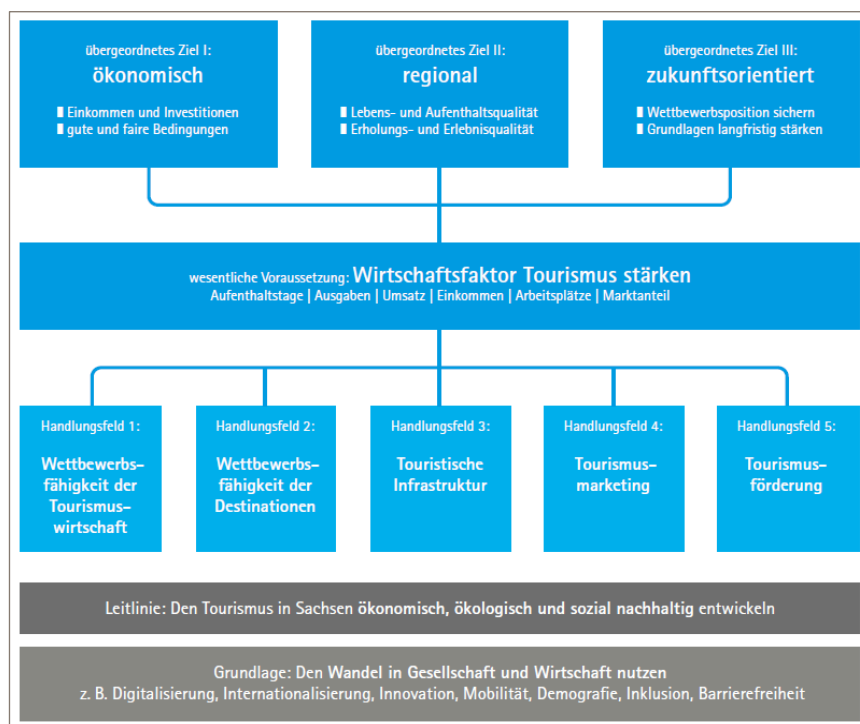 übergeordnetes Ziel I:
ökonomisch
Einkommen und Investitionen
gute und faire Bedingungen
übergeordnetes Ziel II:
regional
Lebens- und Aufenthaltsqualität
Erholungs- und Erlebnisqualität
übergeordnetes Ziel III:
zukunftsorientiert
Wettbewerbsposition sichern
Grundlagen langfristig stärken
wesentliche Voraussetzung: Wirtschaftsfaktor Tourismus stärken
Aufenthaltstage | Ausgaben | Umsatz | Einkommen | Arbeitsplätze | Marktanteil
Handlungsfeld 1:
Wettbewerbs-
fähigkeit der
Tourismus-
wirtschaft
Handlungsfeld 2:
Wettbewerbs-
fähigkeit der
Destinationen
Handlungsfeld 3:
Touristische
Infrastruktur
Handlungsfeld 4:
Tourismus-
marketing
Handlungsfeld 5:
Tourismus-
förderung
Leitlinie: Den Tourismus in Sachsen ökonomisch, ökologisch und sozial nachhaltig entwickeln
Grundlage: Den Wandel in Gesellschaft und Wirtschaft nutzen
z. B. Digitalisierung, Internationalisierung, Innovation, Mobilität, Demografie, Inklusion, Barrierefreiheit